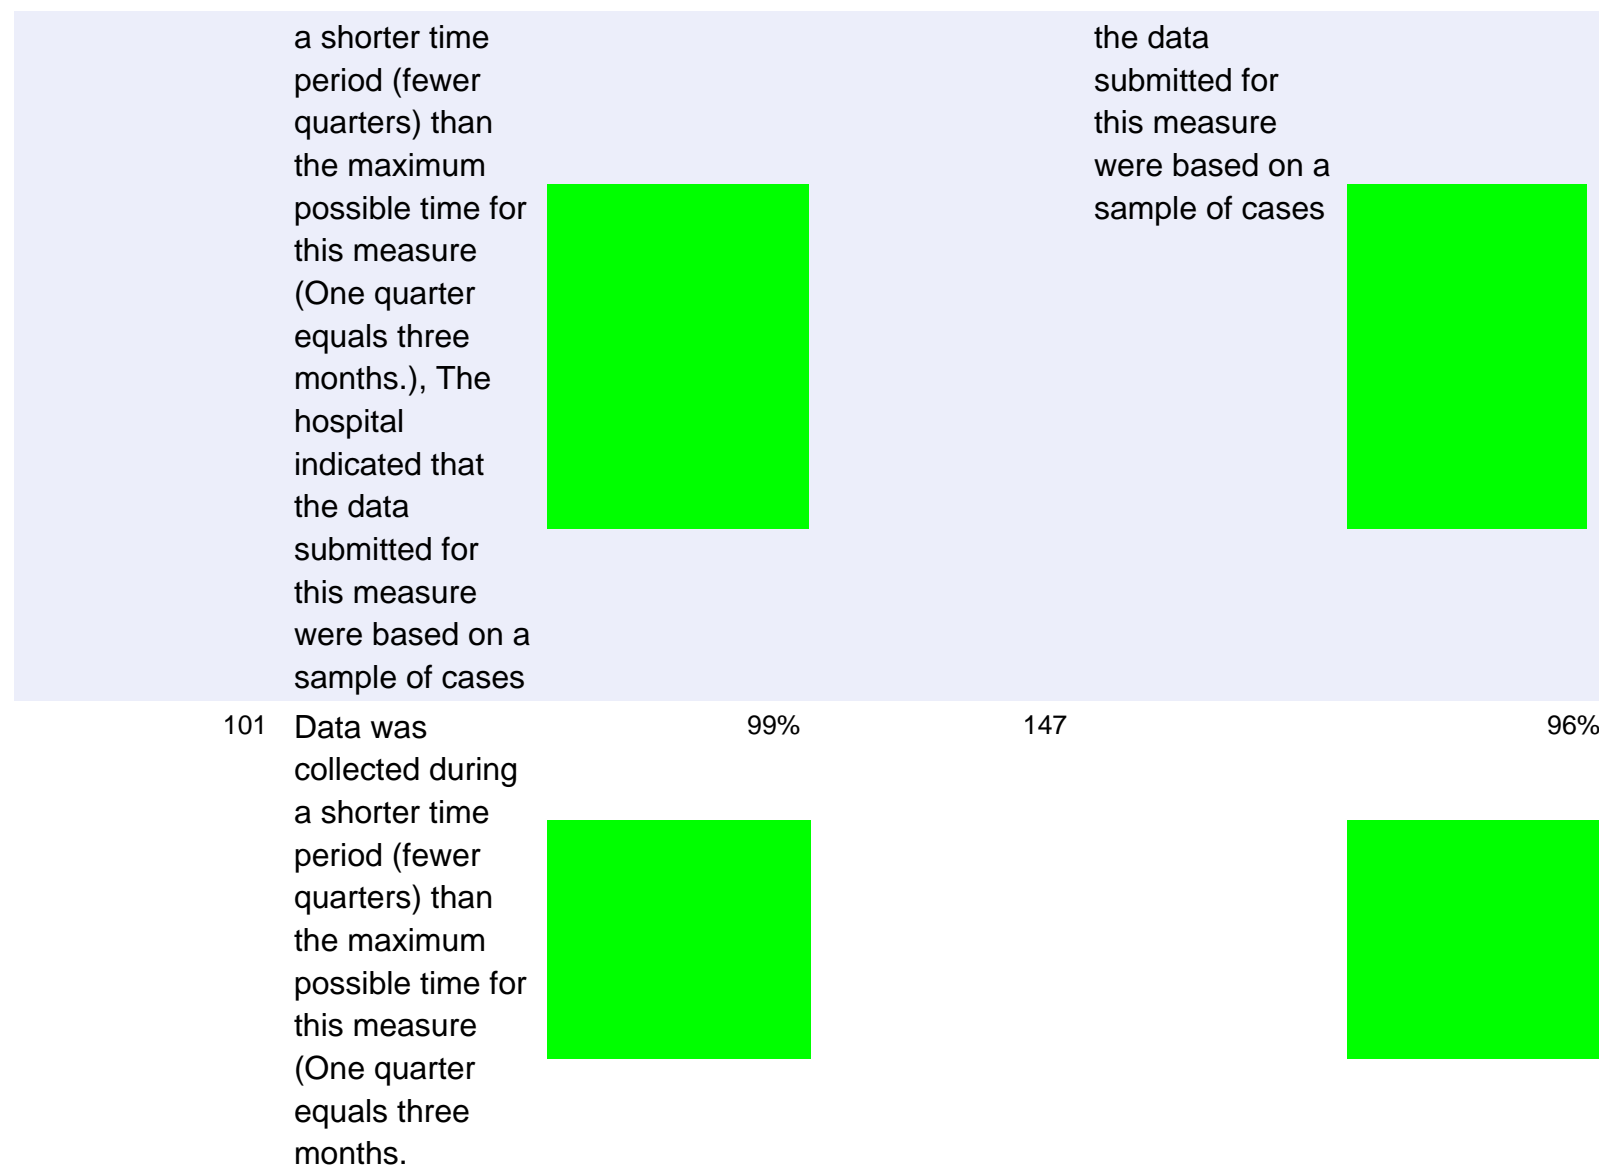 a shorter time
period (fewer
quarters) than
the maximum
possible time for
this measure
(One quarter
equals three
months.), The
hospital
indicated that
the data
submitted for
this measure
were based on a
sample of cases
the data
submitted for
this measure
were based on a
sample of cases
101
Data was
collected during
a shorter time
period (fewer
quarters) than
the maximum
possible time for
this measure
(One quarter
equals three
months.
99%
147
96%